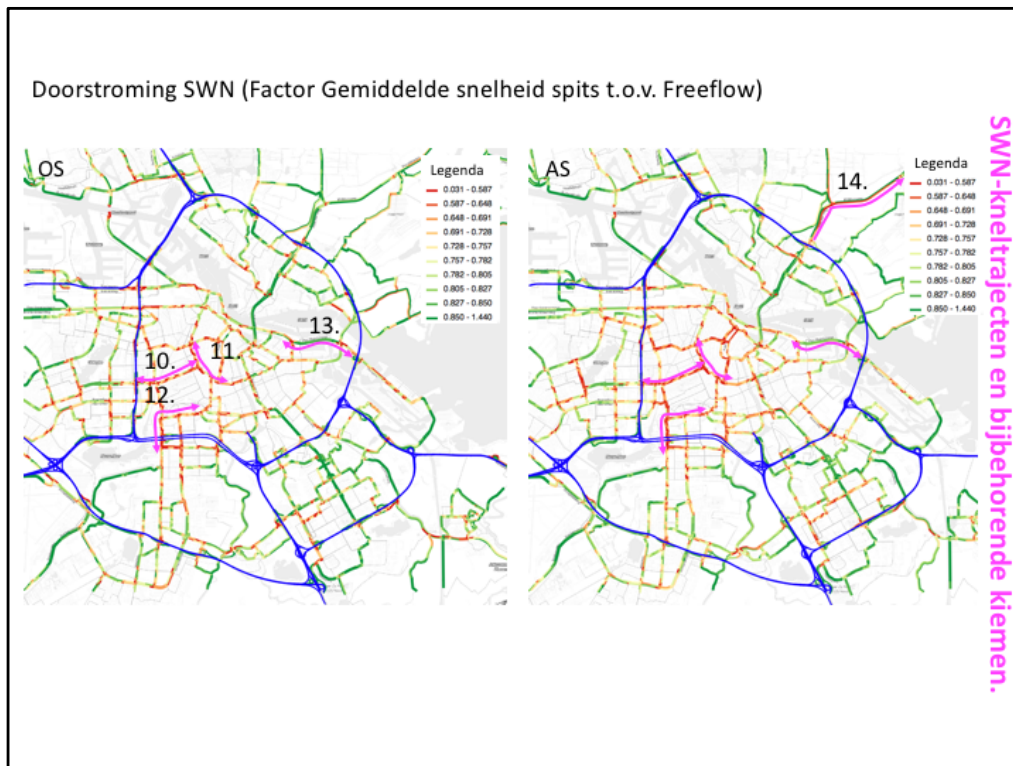 Doorstroming SWN (Factor Gemiddelde snelheid spits t.o.v. Freeflow)
OS
Legenda
0.031 - 0.587
0.587 - 0.648
0.648 - 0.691
0.691 - 0.728
0.728 - 0.757
0.757 - 0.782
0.782 - 0.805
0.805 - 0.827
0.827 - 0.850
0.850 - 1.440
10.
11.
12.
13.
AS
14.
Legenda
0.031 - 0.587
0.587 - 0.648
0.648 - 0.691
0.691 - 0.728
0.728 - 0.757
0.757 - 0.782
0.782 - 0.805
0.805 - 0.827
0.827 - 0.850
0.850 - 1.440
SWN-kneltrajecten en bijbehorende kiemen.